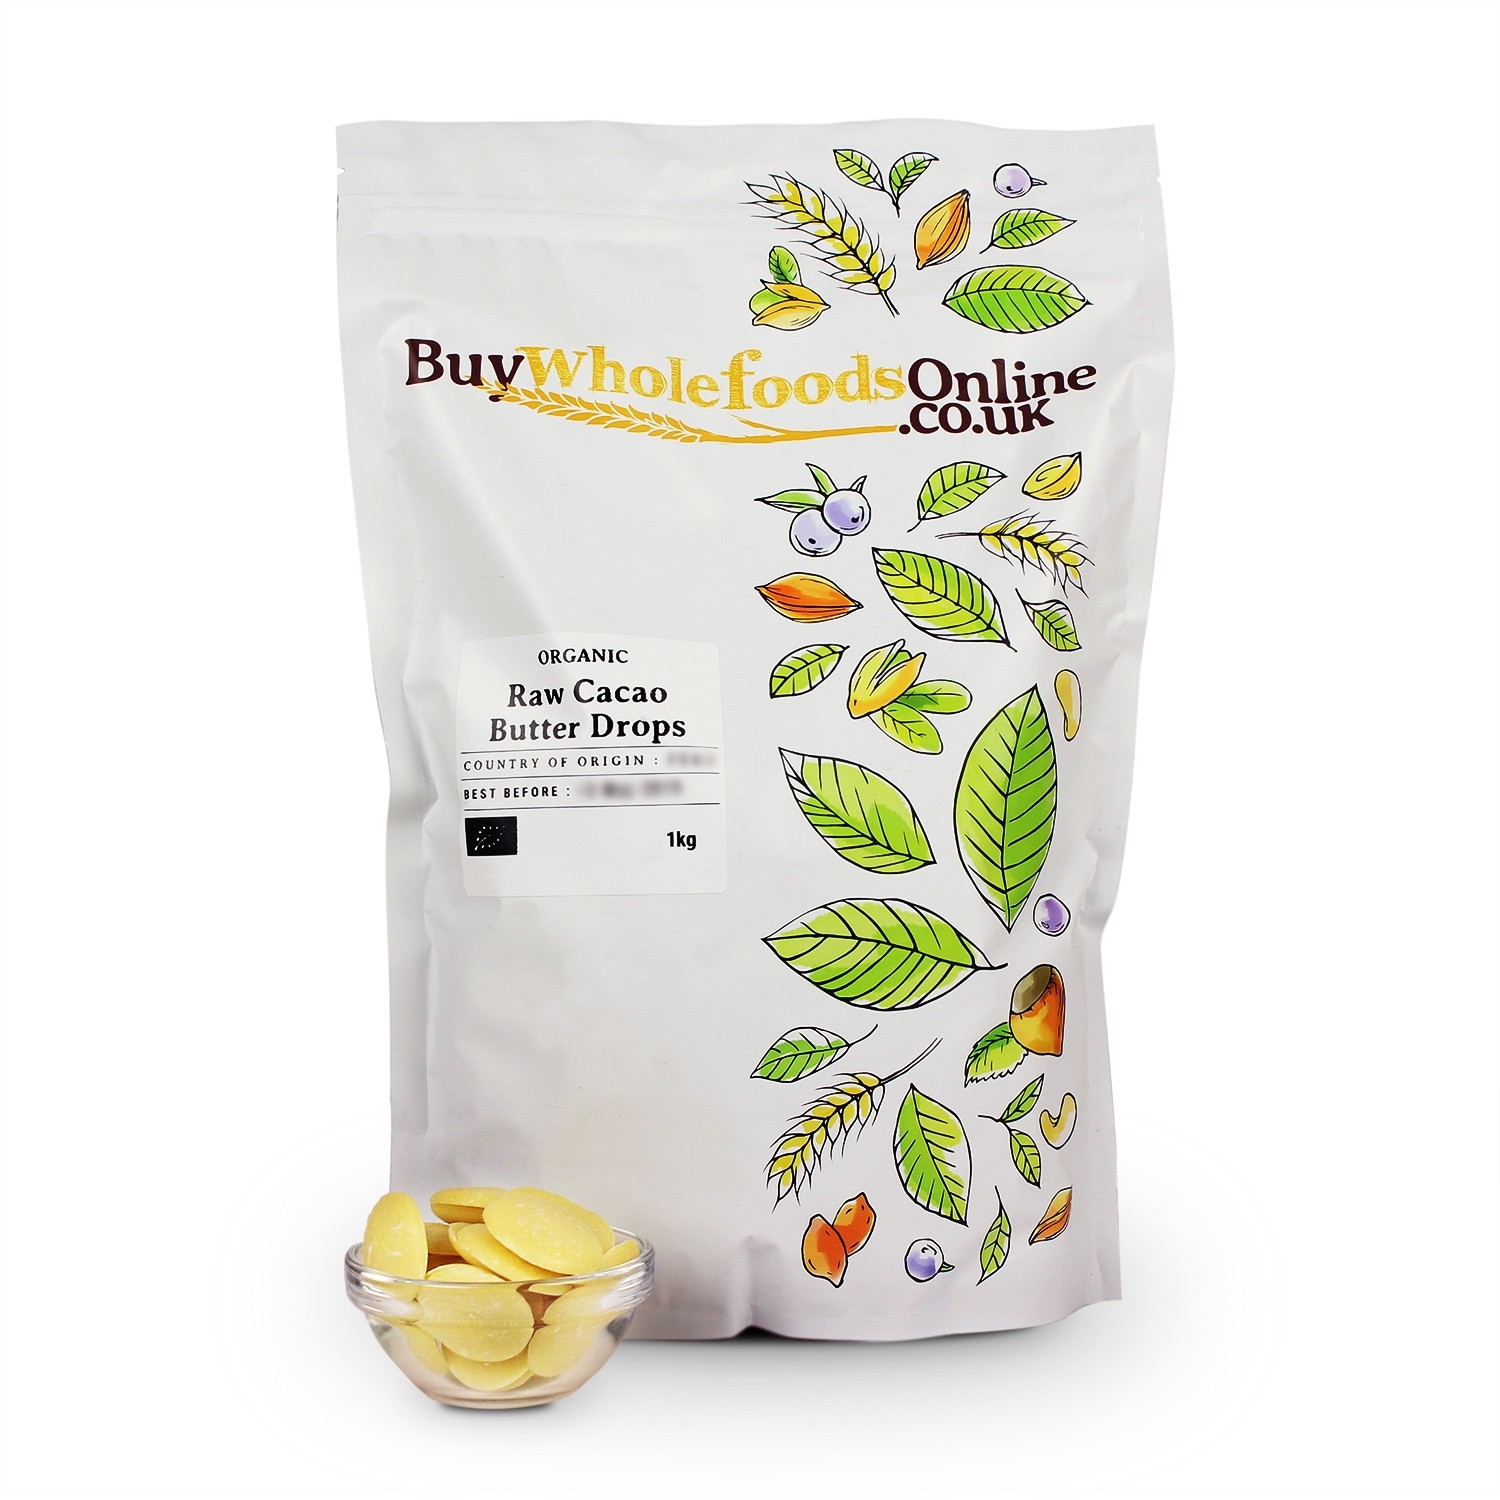 BuyWholefoodsOnline
.co.uk
ORGANIC
Raw Cacao
Butter Drops
COUNTRY OF ORIGIN :
BEST BEFORE :
1kg